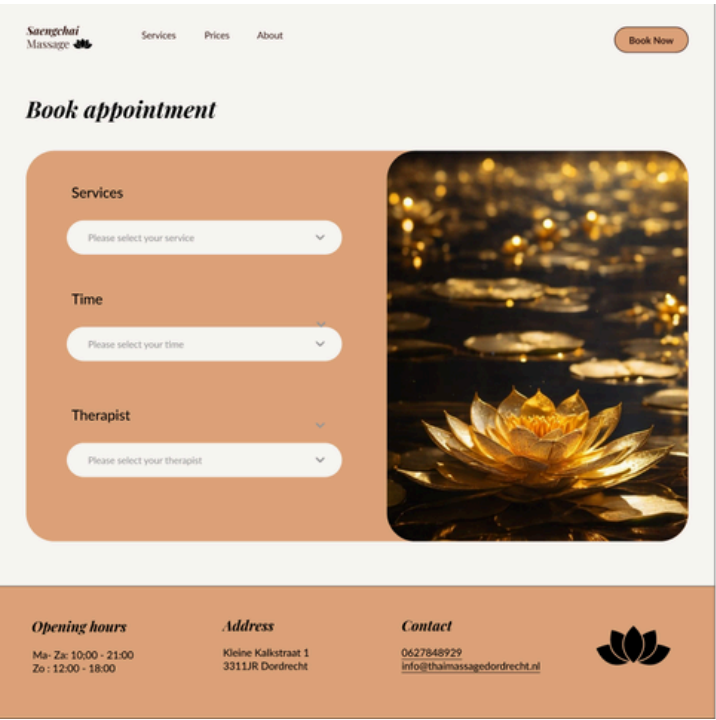 Saengchai
Massage
Services
Prices
About
Book Now
Book appointment
Services
Please select your service
Time
Please select your time
Therapist
Please select your therapist
Opening hours
Ma- Za: 10;00 - 21:00
Zo : 12:00 - 18:00
Address
Kleine Kalkstraat 1
3311JR Dordrecht
Contact
0627848929
info@thaimassagedordrecht.nl